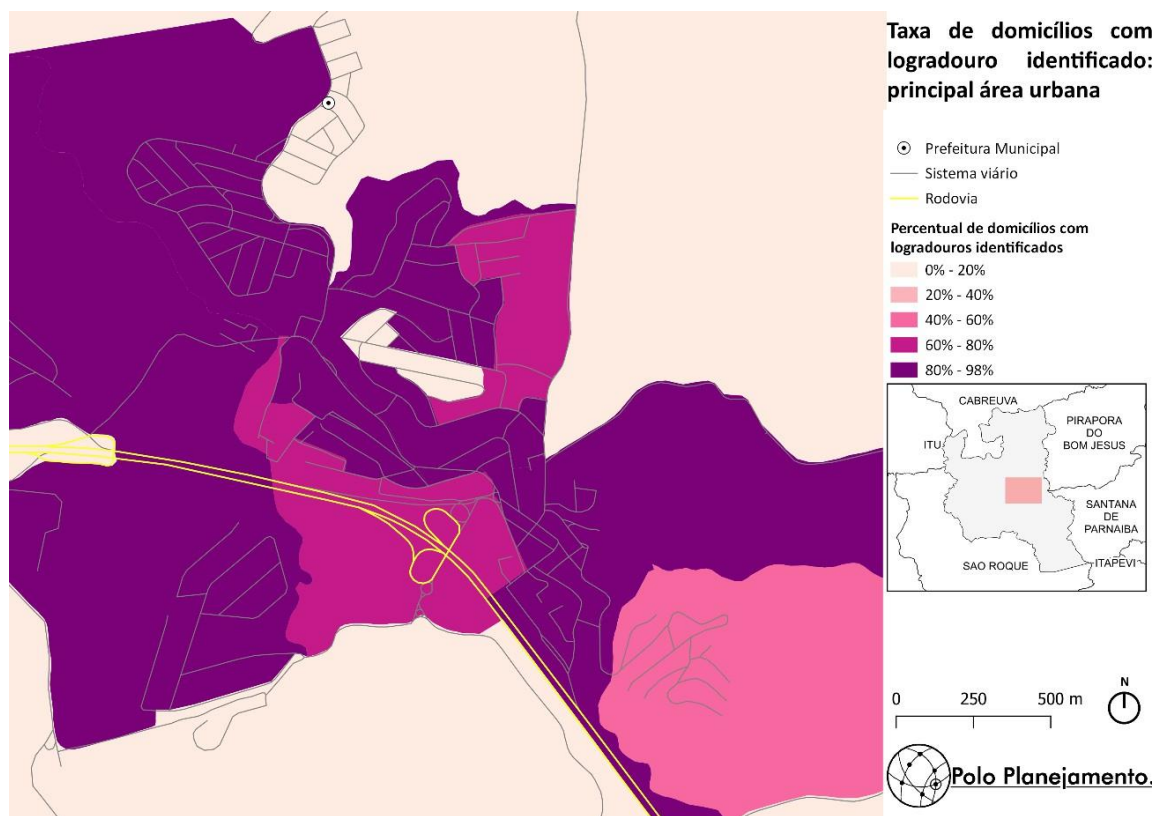 Taxa de domicílios com
logradouro identificado:
principal área urbana
Prefeitura Municipal
Sistema viário
Rodovia
Percentual de domicílios com
logradouros identificados
0% - 20%
20% - 40%
40% - 60%
60% - 80%
80% - 98%
CABREUVA
PIRAPORA
DO
BOM JESUS
ITU
SANTANA
DE
PARNAIBA
SAO ROQUE
ITAPEVI
N
0 250 500 m
Polo Planejamento.